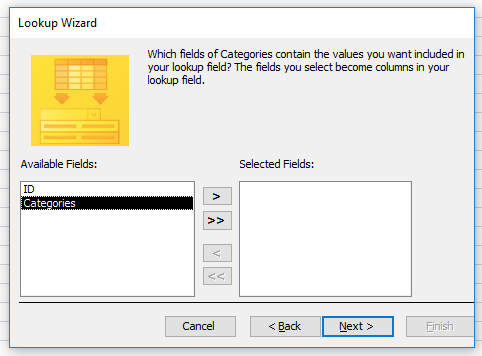 Lookup Wizard
Which fields of Categories contain the values you want included in
your lookup field? The fields you select become columns in your
lookup field.
Available Fields:
Selected Fields:
ID
Categories
>
>>
<
<<
Cancel
< Back
Next >
Finish